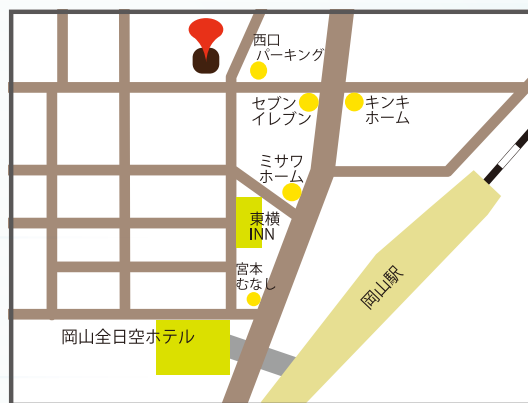 西口
パーキング
セブン
イレブン
キンキ
ホーム
ミサワ
ホーム
東横
INN
宮本
むなし
岡山駅
岡山全日空ホテル